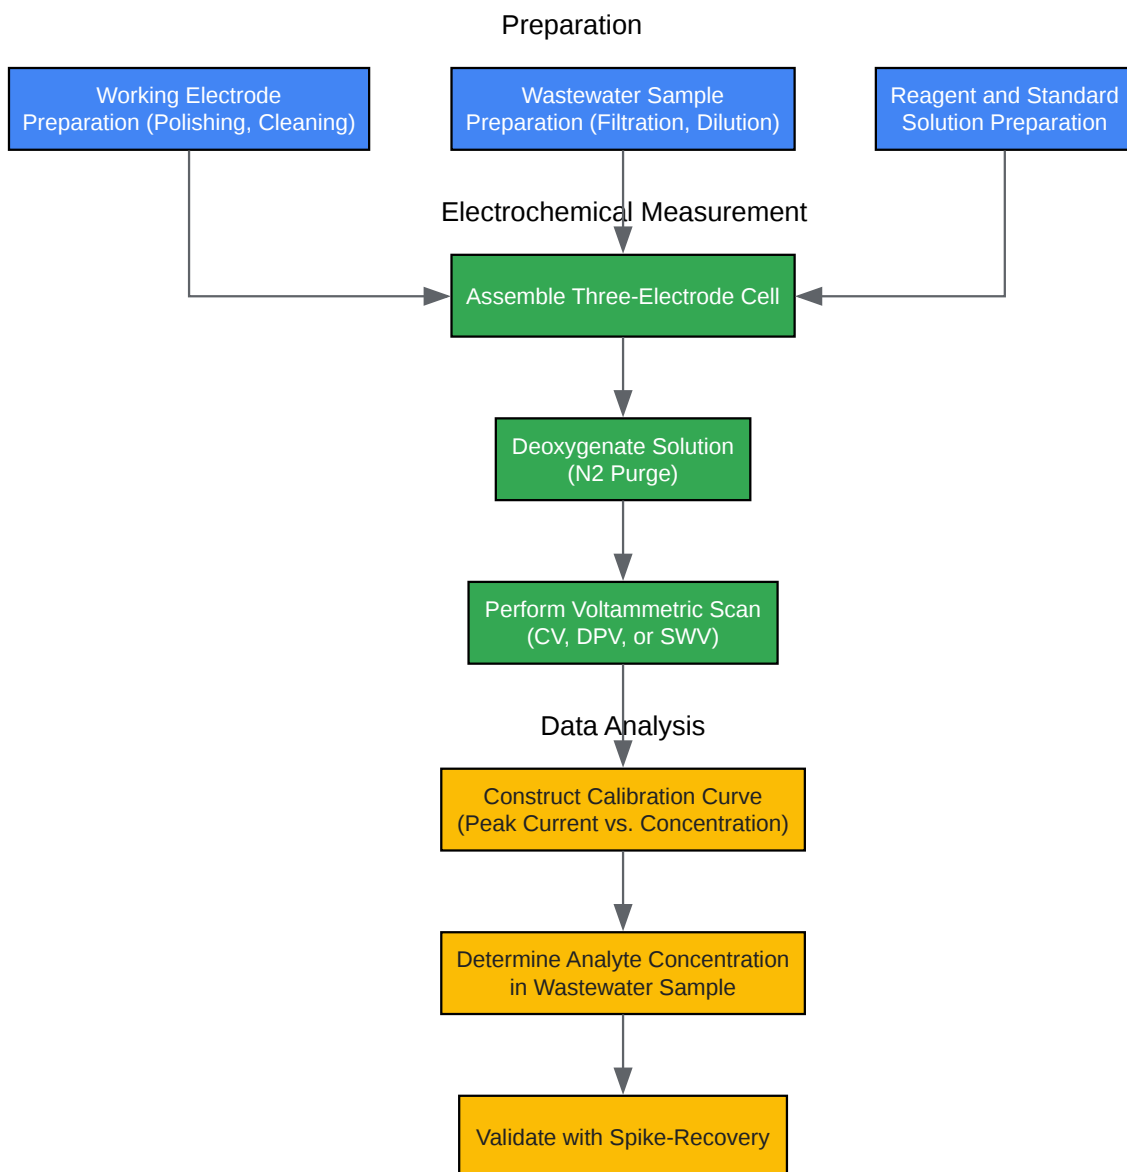 Preparation
Working Electrode
Preparation (Polishing, Cleaning)
Wastewater Sample
Preparation (Filtration, Dilution)
Reagent and Standard
Solution Preparation
Electrochemical Measurement
Assemble Three-Electrode Cell
Deoxygenate Solution
(N2 Purge)
Perform Voltammetric Scan
(CV, DPV, or SWV)
Data Analysis
Construct Calibration Curve
(Peak Current vs. Concentration)
Determine Analyte Concentration
in Wastewater Sample
Validate with Spike-Recovery